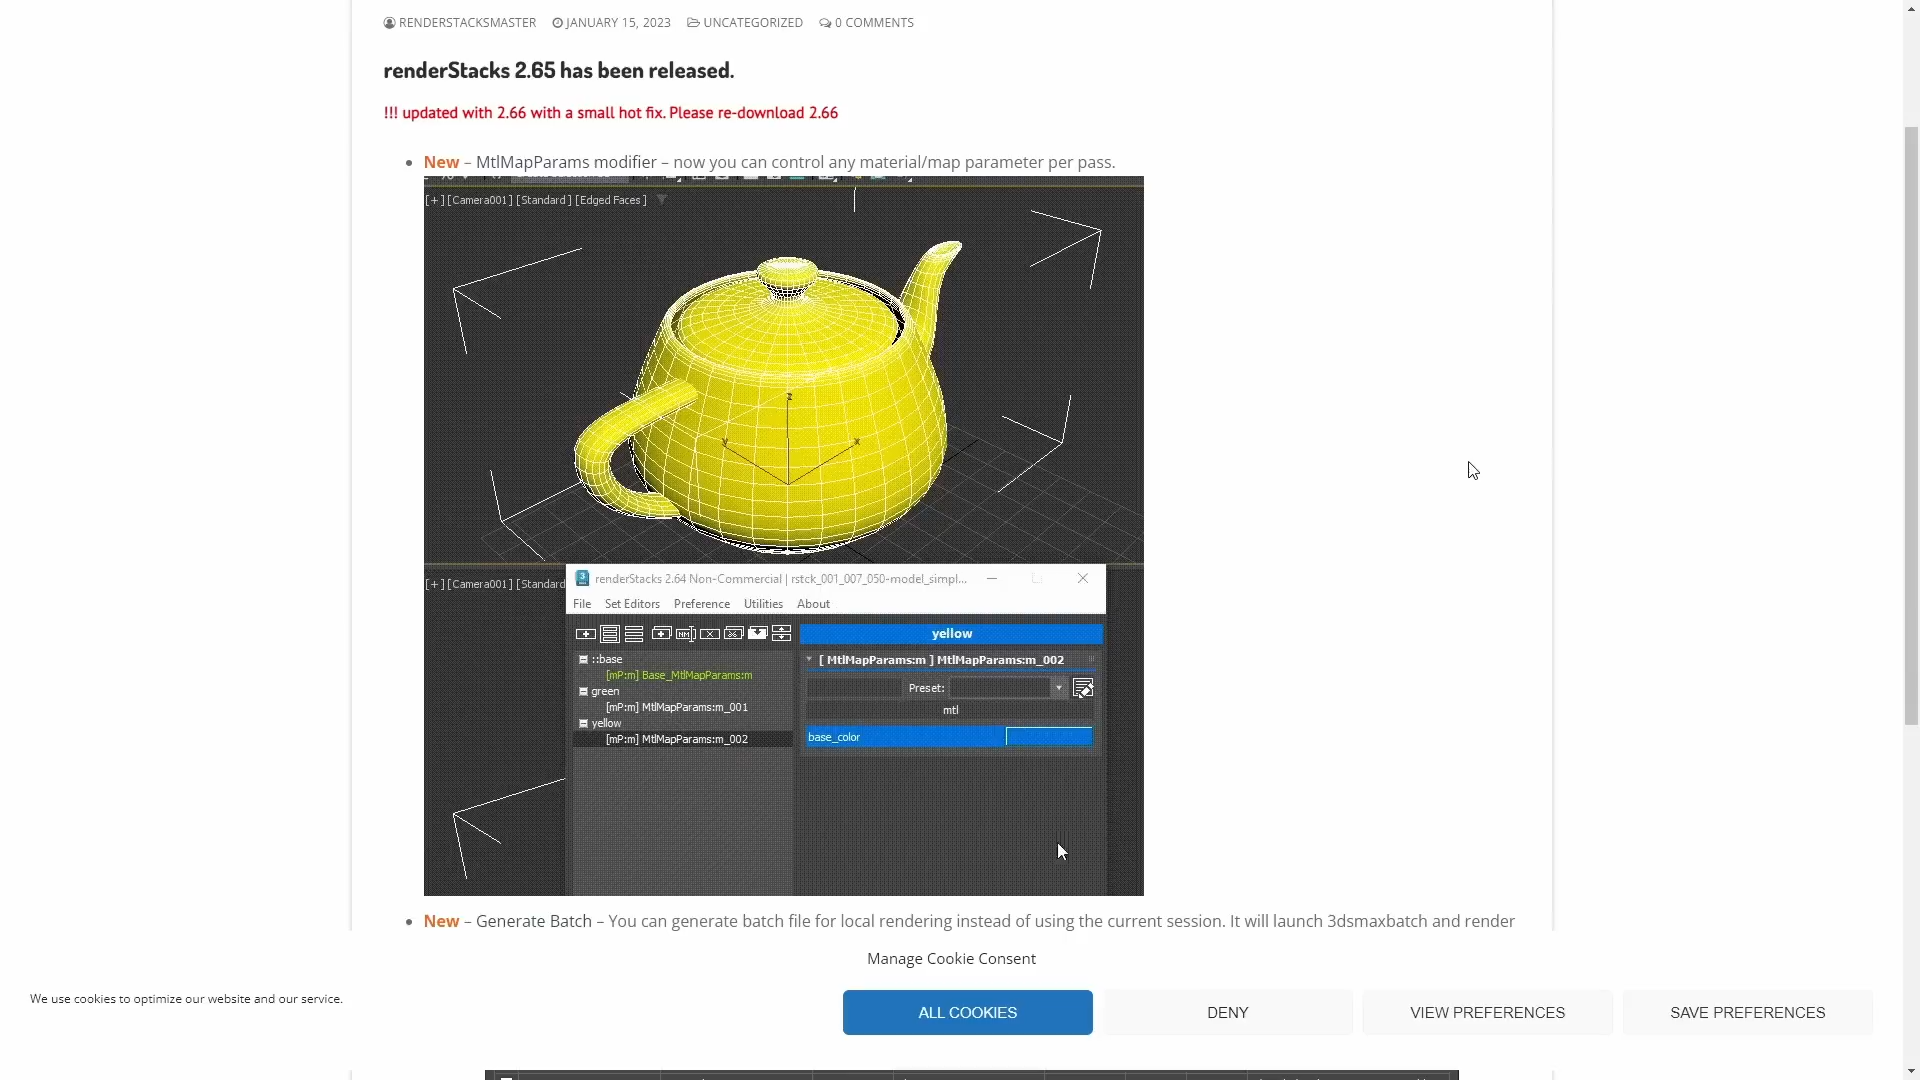 RENDERSTACKSMASTER JANUARY 15, 2023 UNCATEGORIZED 0 COMMENTS
renderStacks 2.65 has been released.
!!! updated with 2.66 with a small hot fix. Please re-download 2.66
New – MtlMapParams modifier – now you can control any material/map parameter per pass.
[+] [Camera001] [Standard] [Edged Faces]
z
y x
[+] [Camera001] [Standard
3 renderStacks 2.64 Non-Commercial | rstck_001_007_050-model_simpl...
File Set Editors Preference Utilities About
NM
yellow
::base
[mP:m] Base_MtlMapParams:m
green
[mP:m] MtlMapParams:m_001
yellow
[mP:m] MtlMapParams:m_002
[ MtlMapParams:m ] MtlMapParams:m_002
Preset:
mtl
base_color
New – Generate Batch – You can generate batch file for local rendering instead of using the current session. It will launch 3dsmaxbatch and render
Manage Cookie Consent
We use cookies to optimize our website and our service.
ALL COOKIES
DENY
VIEW PREFERENCES
SAVE PREFERENCES